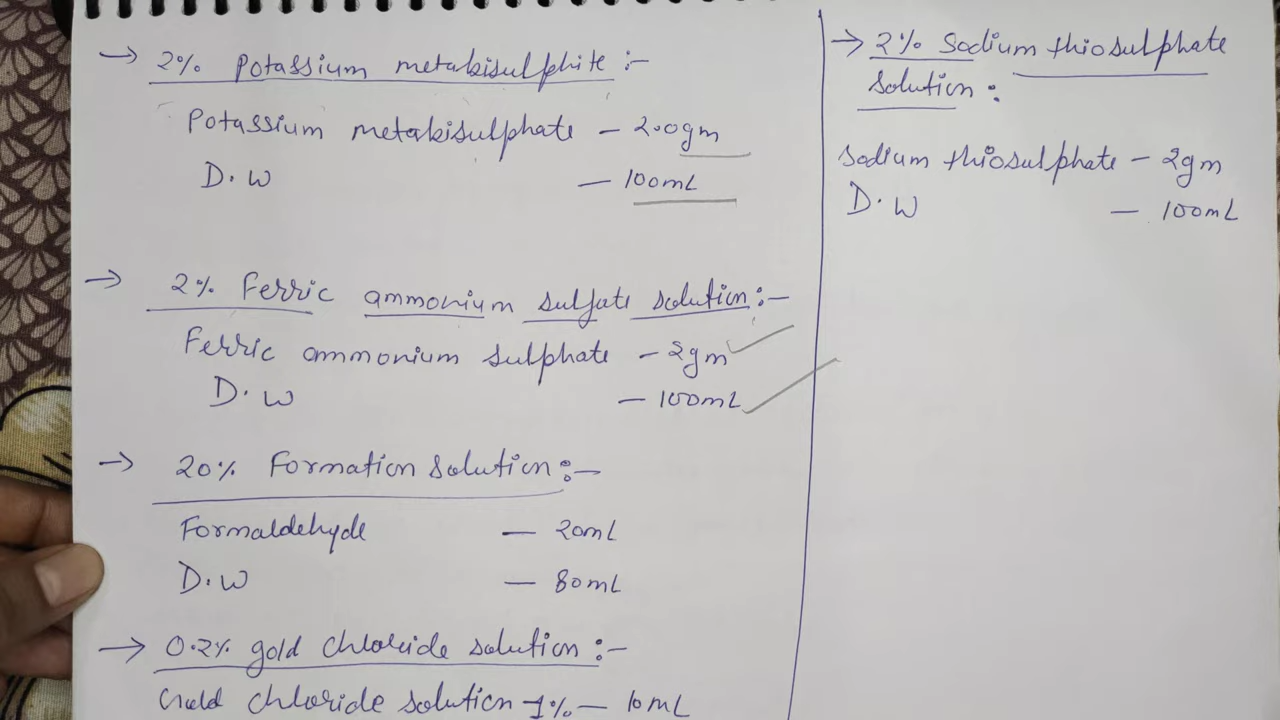 → 2% Potassium metabisulphite :-
Potassium metabisulphate - 2.0gm
D.W - 100mL
→ 2% Ferric ammonium sulfate solution :-
Ferric ammonium sulphate - 2gm
D.W - 100mL
→ 20% Formation solution :-
Formaldehyde - 20mL
D.W - 80mL
→ 0.2% gold chloride solution :-
Gold chloride solution 1% - 10mL
→ 2% Sodium thiosulphate
solution :
Sodium thiosulphate - 2gm
D.W - 100mL